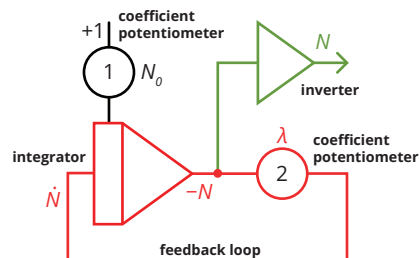 coefficient
potentiometer
+1
1
N₀
N
inverter
integrator
λ
coefficient
potentiometer
2
Ṅ
−N
feedback loop